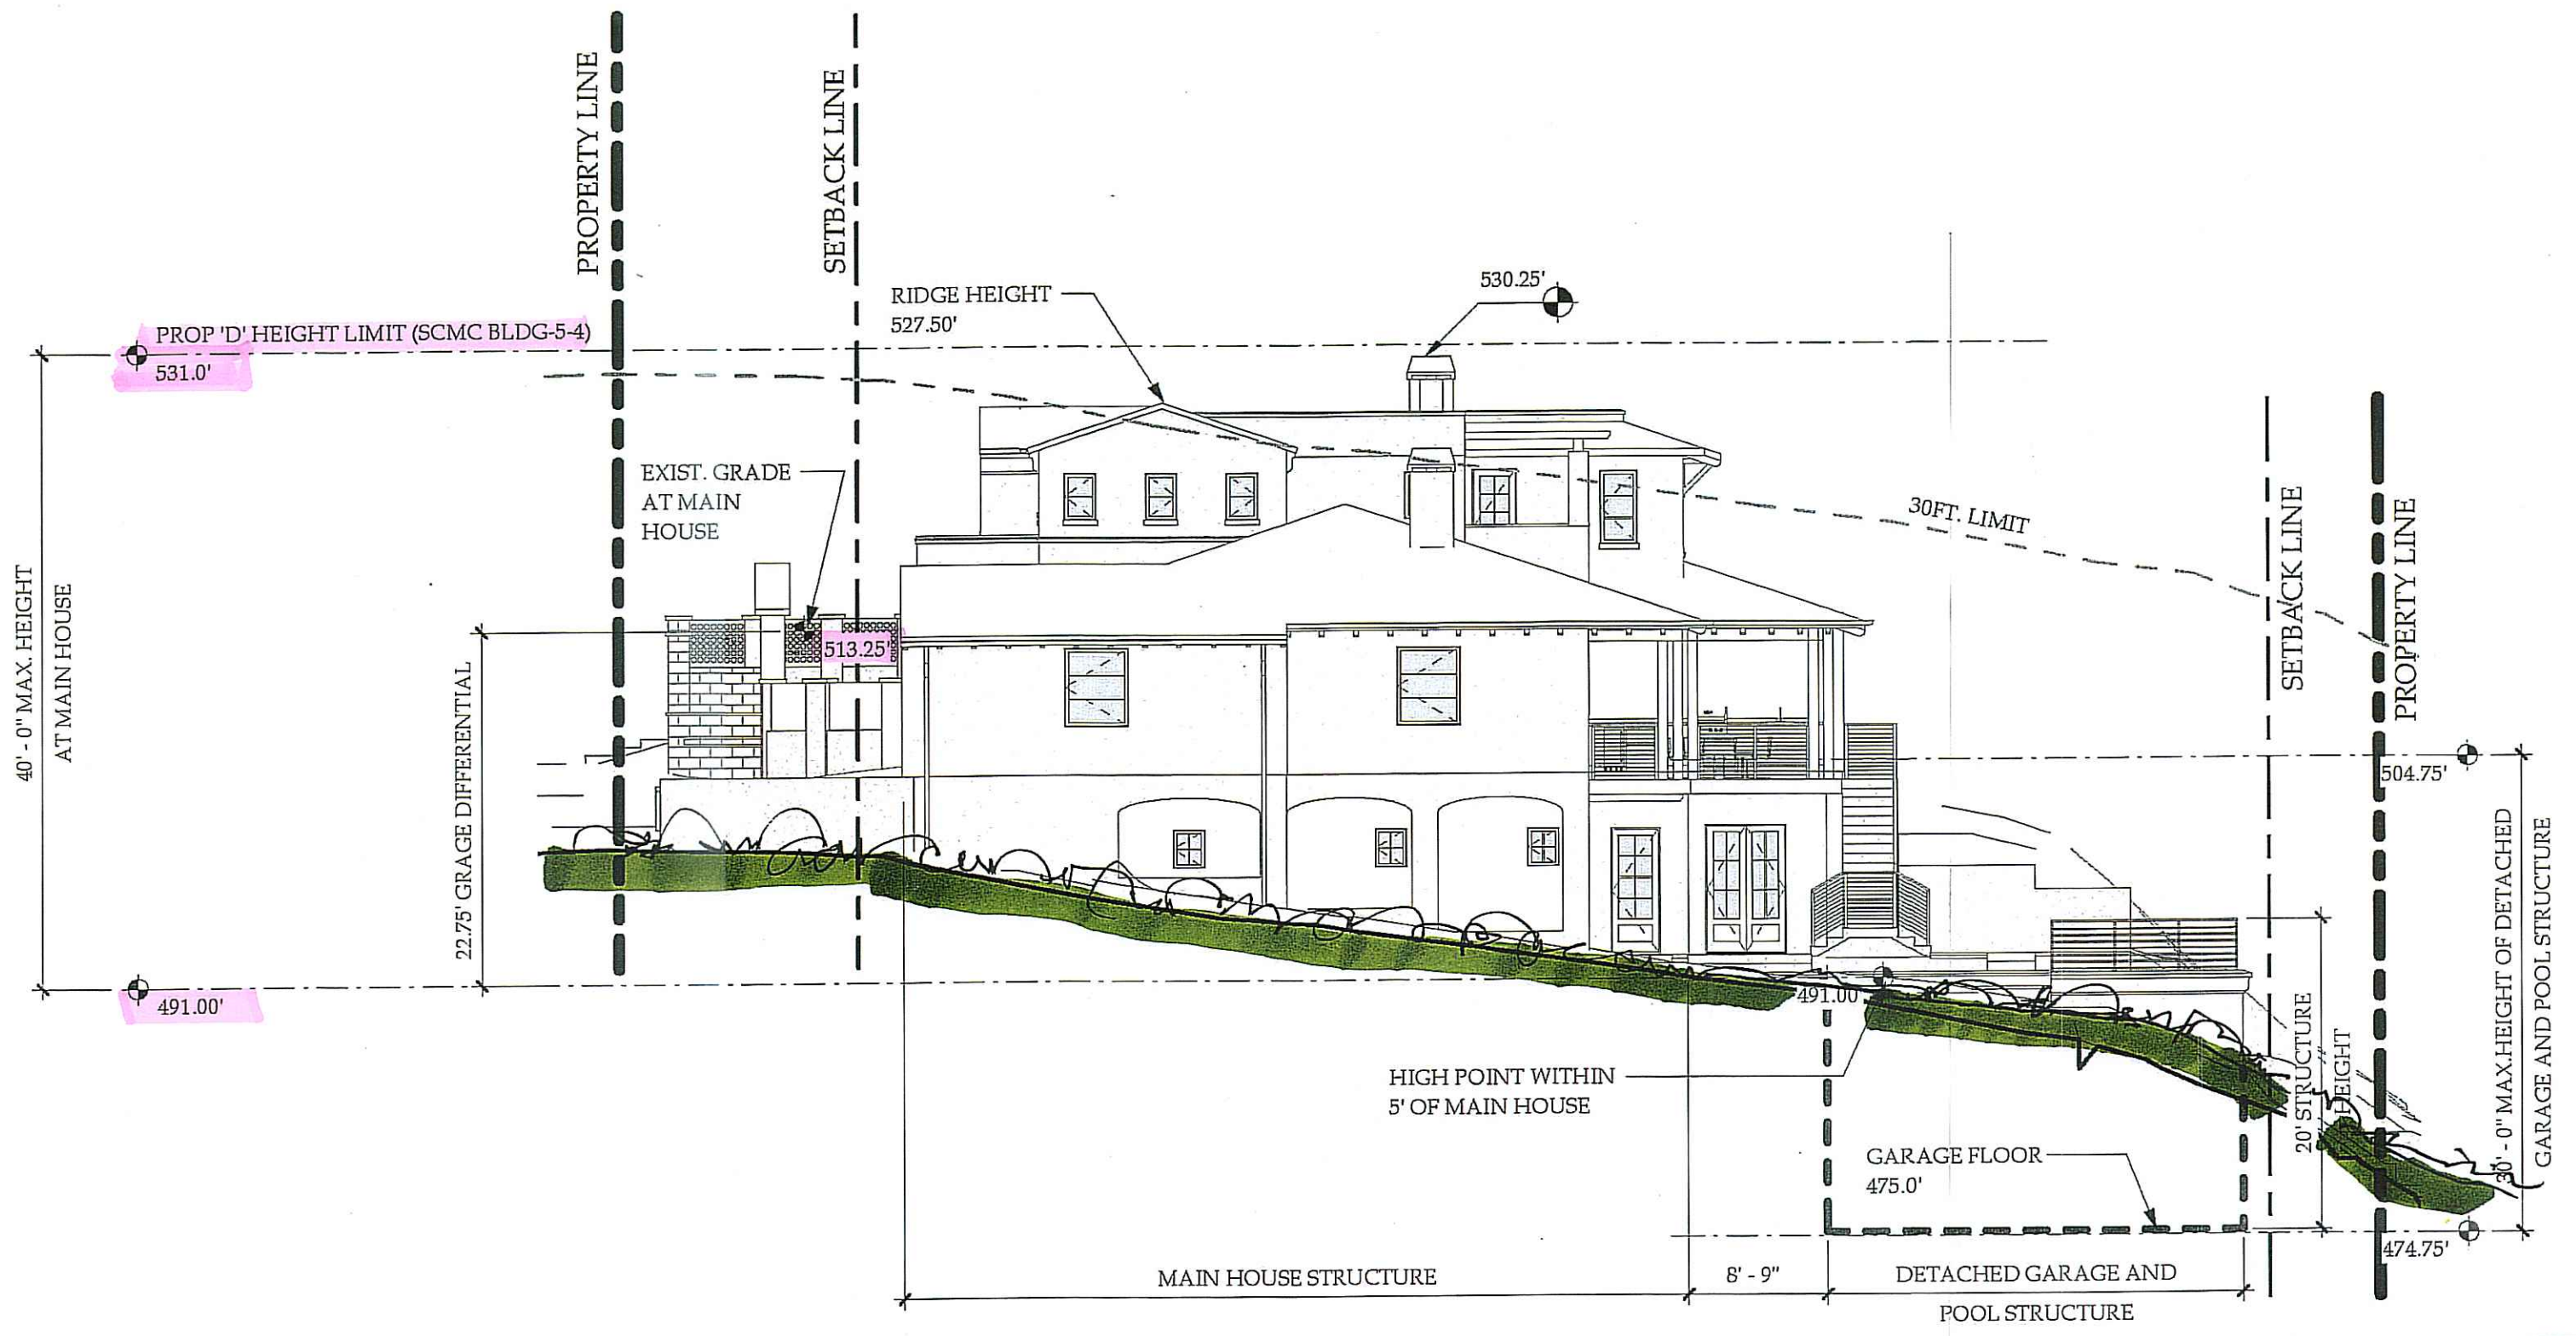 PROPERTY LINE
SETBACK LINE
RIDGE HEIGHT
527.50'
530.25'
PROP 'D' HEIGHT LIMIT (SCMC BLDG-5-4)
531.0'
EXIST. GRADE
AT MAIN
HOUSE
513.25'
30FT. LIMIT
SETBACK LINE
PROPERTY LINE
40' - 0" MAX. HEIGHT
AT MAIN HOUSE
22.75' GRAGE DIFFERENTIAL
504.75'
491.00'
491.00
HIGH POINT WITHIN
5' OF MAIN HOUSE
20' STRUCTURE
HEIGHT
30' - 0" MAX.HEIGHT OF DETACHED
GARAGE AND POOL STRUCTURE
GARAGE FLOOR
475.0'
474.75'
MAIN HOUSE STRUCTURE
8' - 9"
DETACHED GARAGE AND
POOL STRUCTURE